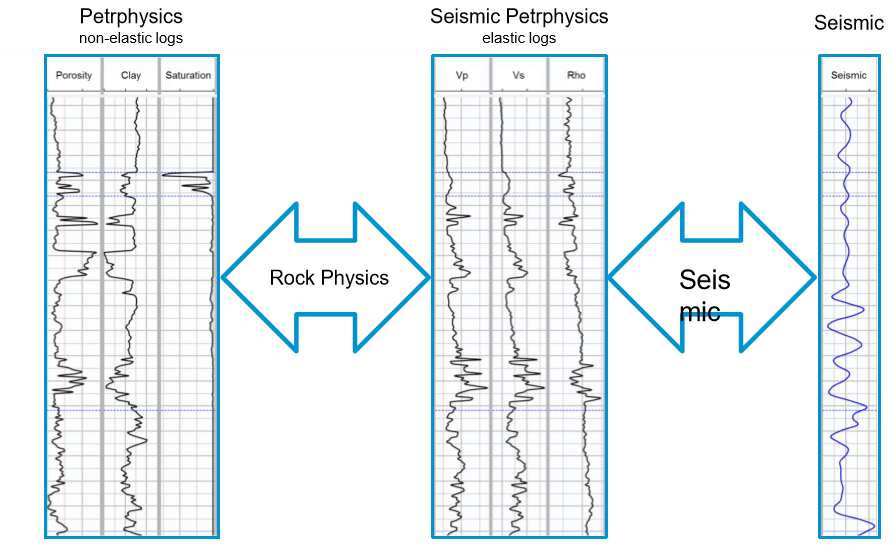 Petrphysics
non-elastic logs
Seismic Petrphysics
elastic logs
Seismic
Porosity
Clay
Saturation
Vp
Vs
Rho
Seismic
Rock Physics
Seis
mic